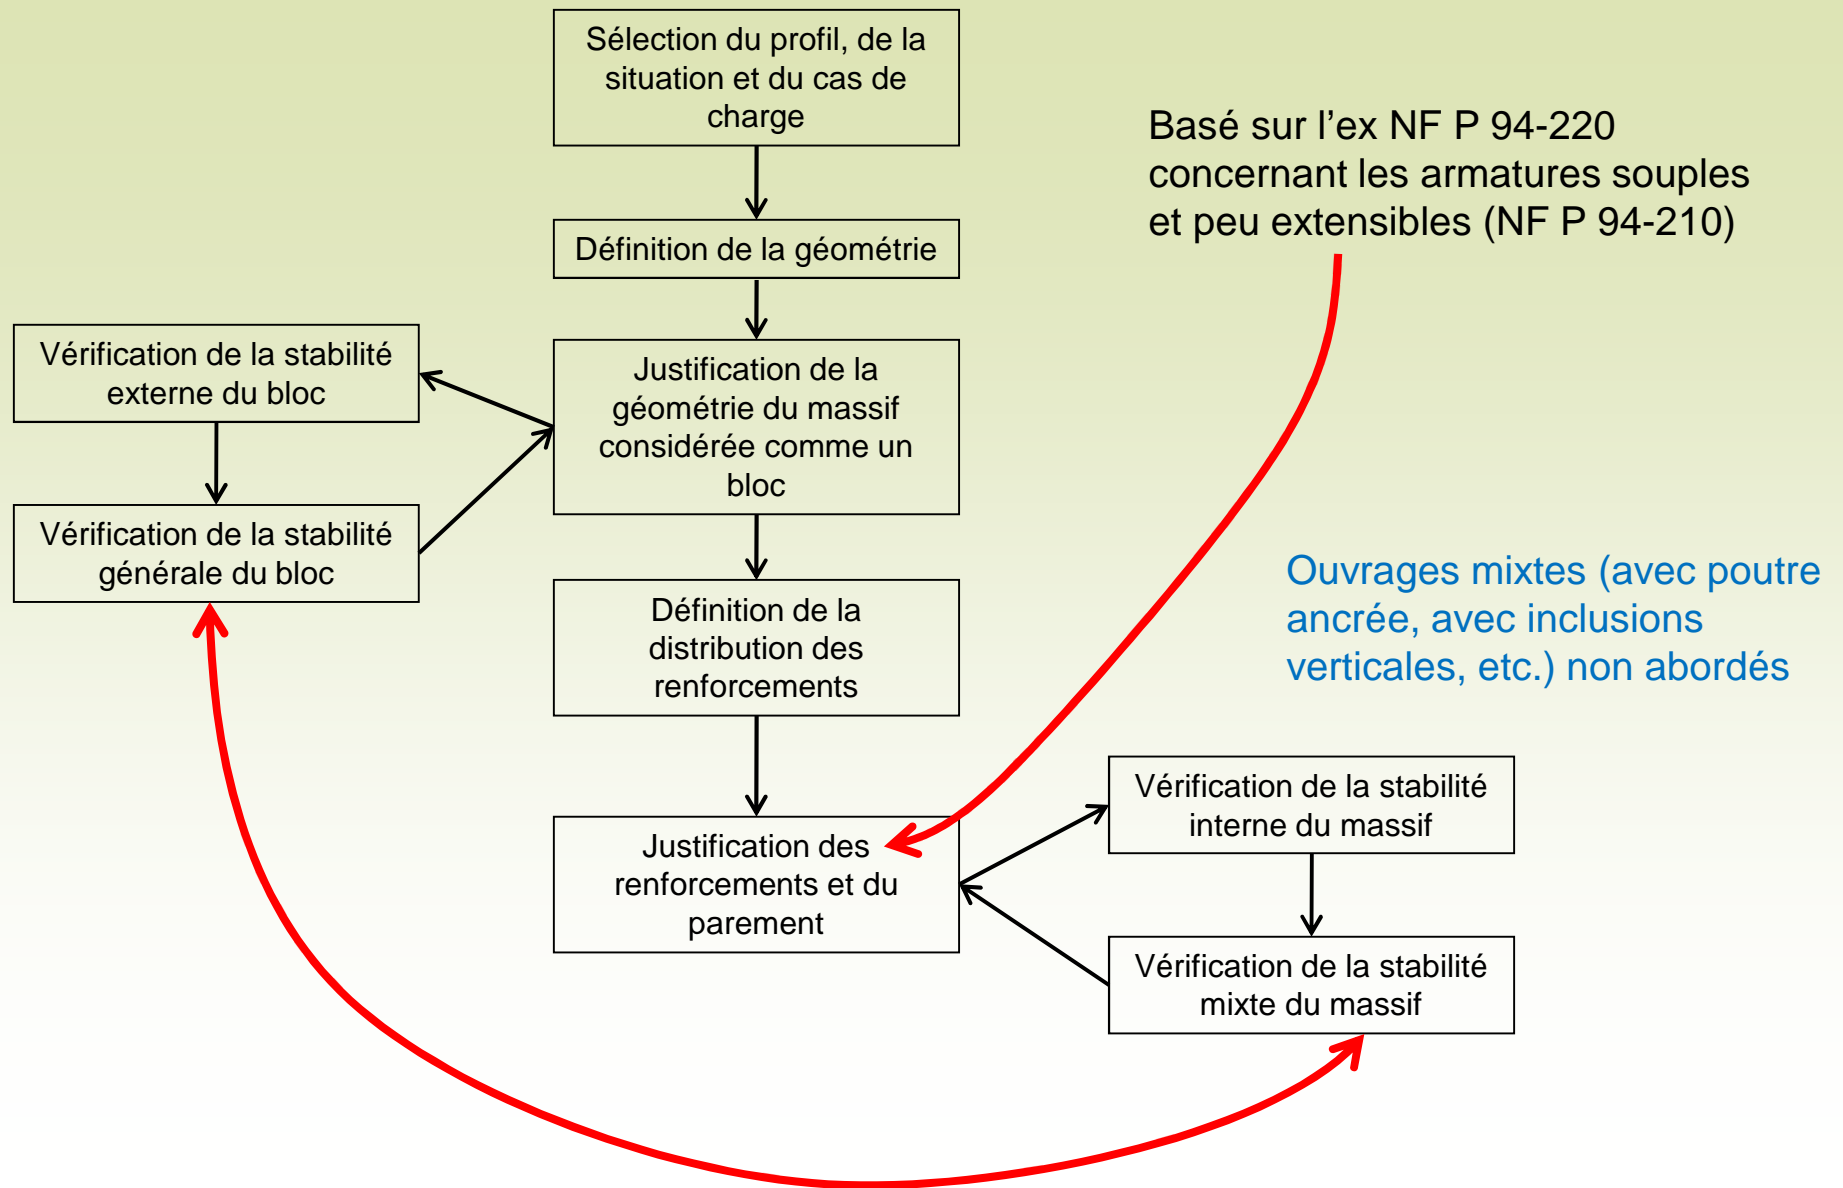 Sélection du profil, de la
situation et du cas de
charge
Basé sur l’ex NF P 94-220
concernant les armatures souples
et peu extensibles (NF P 94-210)
Définition de la géométrie
Vérification de la stabilité
externe du bloc
Justification de la
géométrie du massif
considérée comme un
bloc
Vérification de la stabilité
générale du bloc
Définition de la
distribution des
renforcements
Ouvrages mixtes (avec poutre
ancrée, avec inclusions
verticales, etc.) non abordés
Justification des
renforcements et du
parement
Vérification de la stabilité
interne du massif
Vérification de la stabilité
mixte du massif